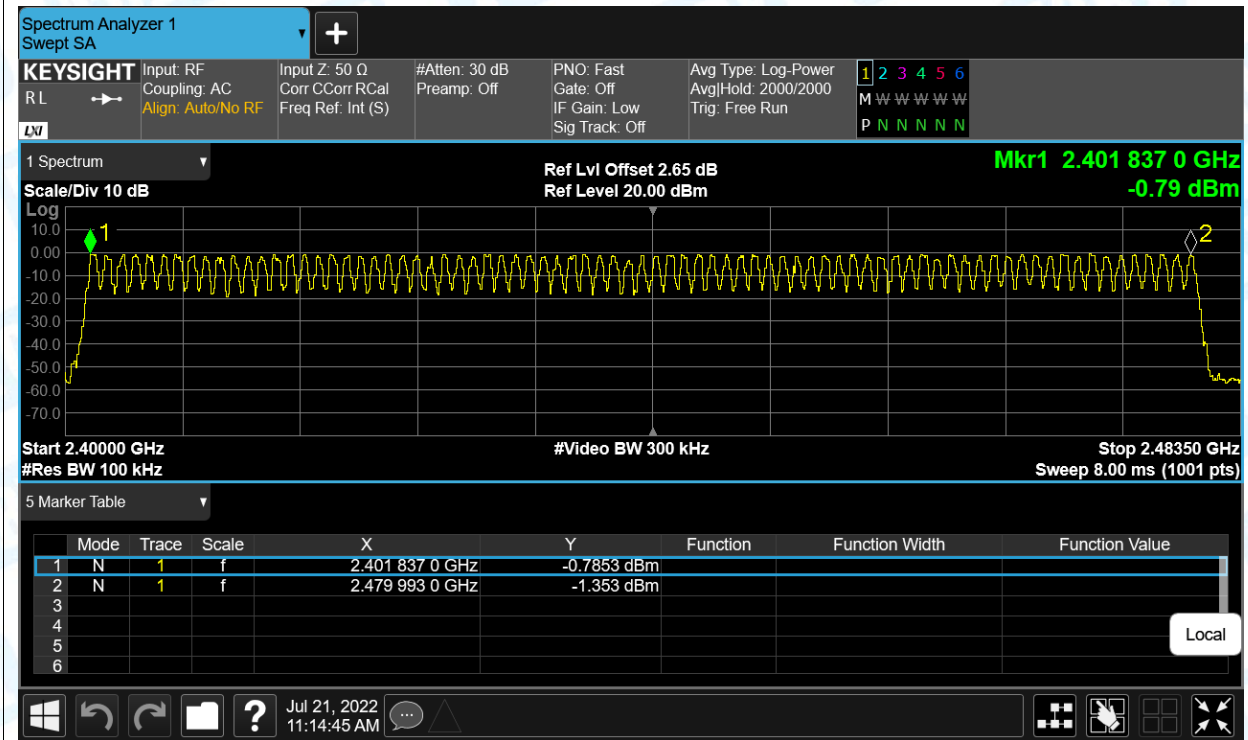 Spectrum Analyzer 1
Swept SA
KEYSIGHT
R L
LXI
Input: RF
Coupling: AC
Align: Auto/No RF
Input Z: 50 Ω
Corr CCorr RCal
Freq Ref: Int (S)
#Atten: 30 dB
Preamp: Off
PNO: Fast
Gate: Off
IF Gain: Low
Sig Track: Off
Avg Type: Log-Power
Avg|Hold: 2000/2000
Trig: Free Run
1 2 3 4 5 6
M W W W W W
P N N N N N
1 Spectrum
Scale/Div 10 dB
Ref Lvl Offset 2.65 dB
Ref Level 20.00 dBm
Mkr1 2.401 837 0 GHz
-0.79 dBm
Log
10.0
0.00
-10.0
-20.0
-30.0
-40.0
-50.0
-60.0
-70.0
1
2
Start 2.40000 GHz
#Video BW 300 kHz
Stop 2.48350 GHz
#Res BW 100 kHz
Sweep 8.00 ms (1001 pts)
5 Marker Table
Mode Trace Scale X Y Function Function Width Function Value
1 N 1 f 2.401 837 0 GHz -0.7853 dBm
2 N 1 f 2.479 993 0 GHz -1.353 dBm
3
4
5
6
Local
?
Jul 21, 2022
11:14:45 AM